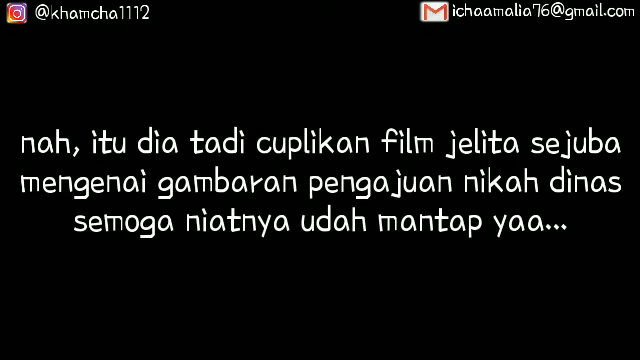 @khamcha1112
ichaamalia76@gmail.com
nah, itu dia tadi cuplikan film jelita sejuba
mengenai gambaran pengajuan nikah dinas
semoga niatnya udah mantap yaa...